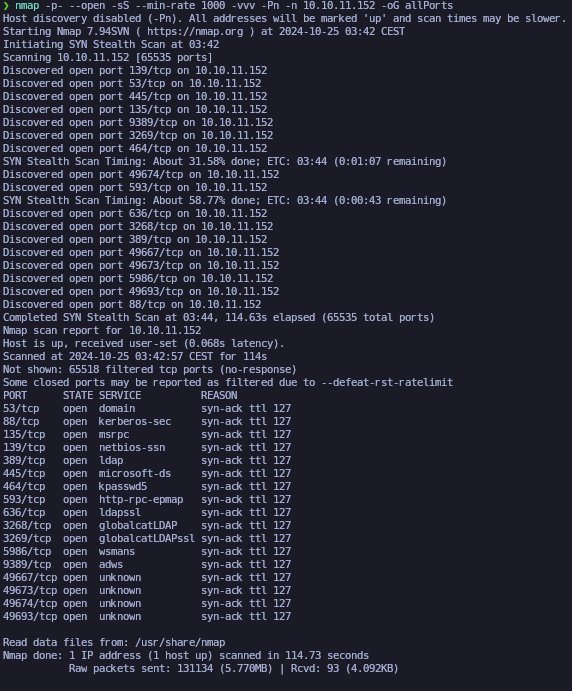 ❯ nmap -p- --open -sS --min-rate 1000 -vvv -Pn -n 10.10.11.152 -oG allPorts
Host discovery disabled (-Pn). All addresses will be marked 'up' and scan times may be slower.
Starting Nmap 7.94SVN ( https://nmap.org ) at 2024-10-25 03:42 CEST
Initiating SYN Stealth Scan at 03:42
Scanning 10.10.11.152 [65535 ports]
Discovered open port 139/tcp on 10.10.11.152
Discovered open port 53/tcp on 10.10.11.152
Discovered open port 445/tcp on 10.10.11.152
Discovered open port 135/tcp on 10.10.11.152
Discovered open port 9389/tcp on 10.10.11.152
Discovered open port 3269/tcp on 10.10.11.152
Discovered open port 464/tcp on 10.10.11.152
SYN Stealth Scan Timing: About 31.58% done; ETC: 03:44 (0:01:07 remaining)
Discovered open port 49674/tcp on 10.10.11.152
Discovered open port 593/tcp on 10.10.11.152
SYN Stealth Scan Timing: About 58.77% done; ETC: 03:44 (0:00:43 remaining)
Discovered open port 636/tcp on 10.10.11.152
Discovered open port 3268/tcp on 10.10.11.152
Discovered open port 389/tcp on 10.10.11.152
Discovered open port 49667/tcp on 10.10.11.152
Discovered open port 49673/tcp on 10.10.11.152
Discovered open port 5986/tcp on 10.10.11.152
Discovered open port 49693/tcp on 10.10.11.152
Discovered open port 88/tcp on 10.10.11.152
Completed SYN Stealth Scan at 03:44, 114.63s elapsed (65535 total ports)
Nmap scan report for 10.10.11.152
Host is up, received user-set (0.068s latency).
Scanned at 2024-10-25 03:42:57 CEST for 114s
Not shown: 65518 filtered tcp ports (no-response)
Some closed ports may be reported as filtered due to --defeat-rst-ratelimit
PORT      STATE SERVICE          REASON
53/tcp    open  domain           syn-ack ttl 127
88/tcp    open  kerberos-sec     syn-ack ttl 127
135/tcp   open  msrpc            syn-ack ttl 127
139/tcp   open  netbios-ssn      syn-ack ttl 127
389/tcp   open  ldap             syn-ack ttl 127
445/tcp   open  microsoft-ds     syn-ack ttl 127
464/tcp   open  kpasswd5         syn-ack ttl 127
593/tcp   open  http-rpc-epmap   syn-ack ttl 127
636/tcp   open  ldapssl          syn-ack ttl 127
3268/tcp  open  globalcatLDAP    syn-ack ttl 127
3269/tcp  open  globalcatLDAPssl syn-ack ttl 127
5986/tcp  open  wsmans           syn-ack ttl 127
9389/tcp  open  adws             syn-ack ttl 127
49667/tcp open  unknown          syn-ack ttl 127
49673/tcp open  unknown          syn-ack ttl 127
49674/tcp open  unknown          syn-ack ttl 127
49693/tcp open  unknown          syn-ack ttl 127

Read data files from: /usr/share/nmap
Nmap done: 1 IP address (1 host up) scanned in 114.73 seconds
           Raw packets sent: 131134 (5.770MB) | Rcvd: 93 (4.092KB)